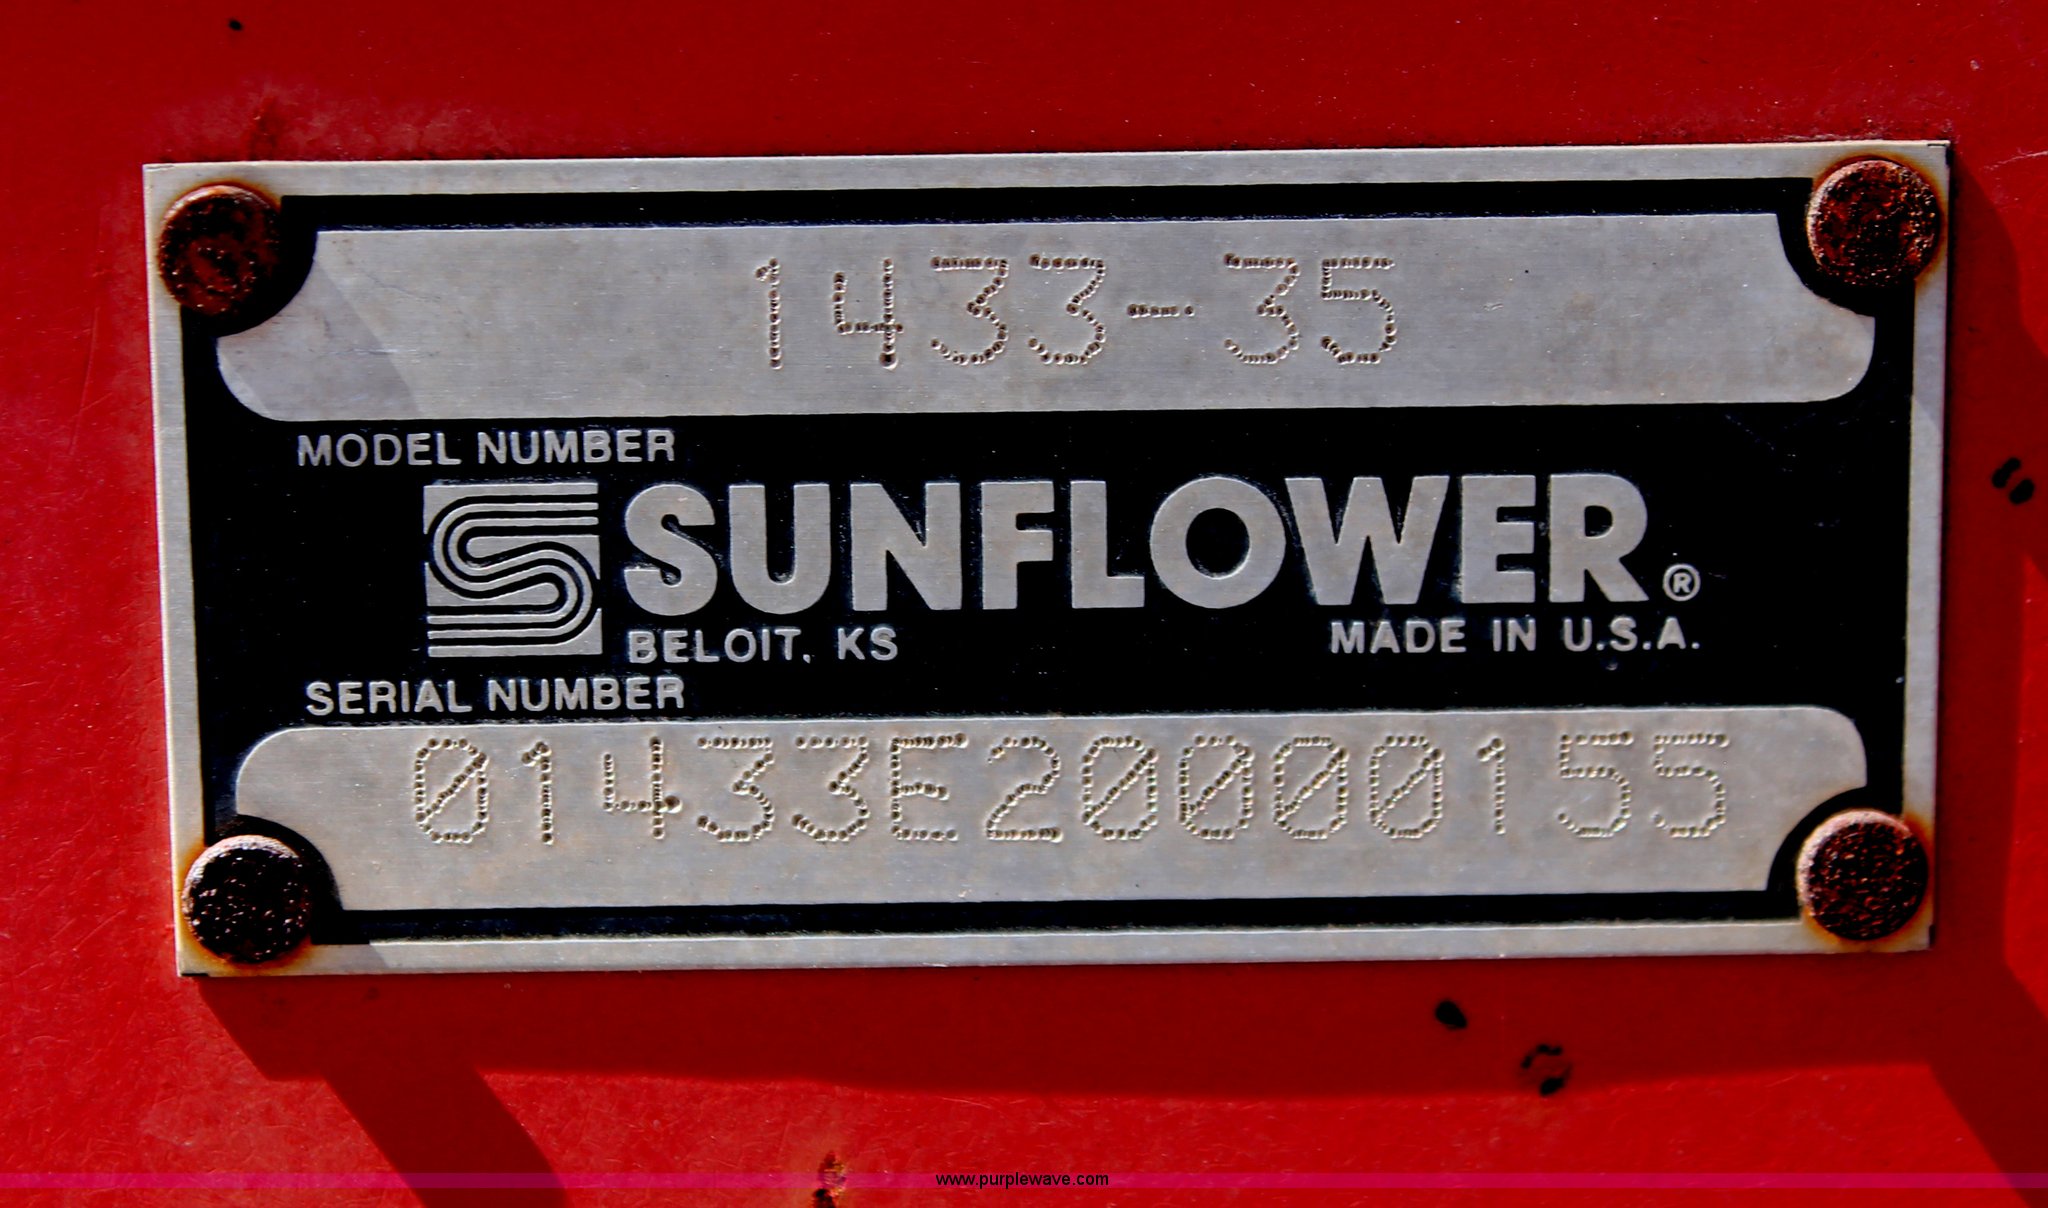 1433-35
MODEL NUMBER
SUNFLOWER®
BELOIT, KS MADE IN U.S.A.
SERIAL NUMBER
01433E20000155
www.purplewave.com